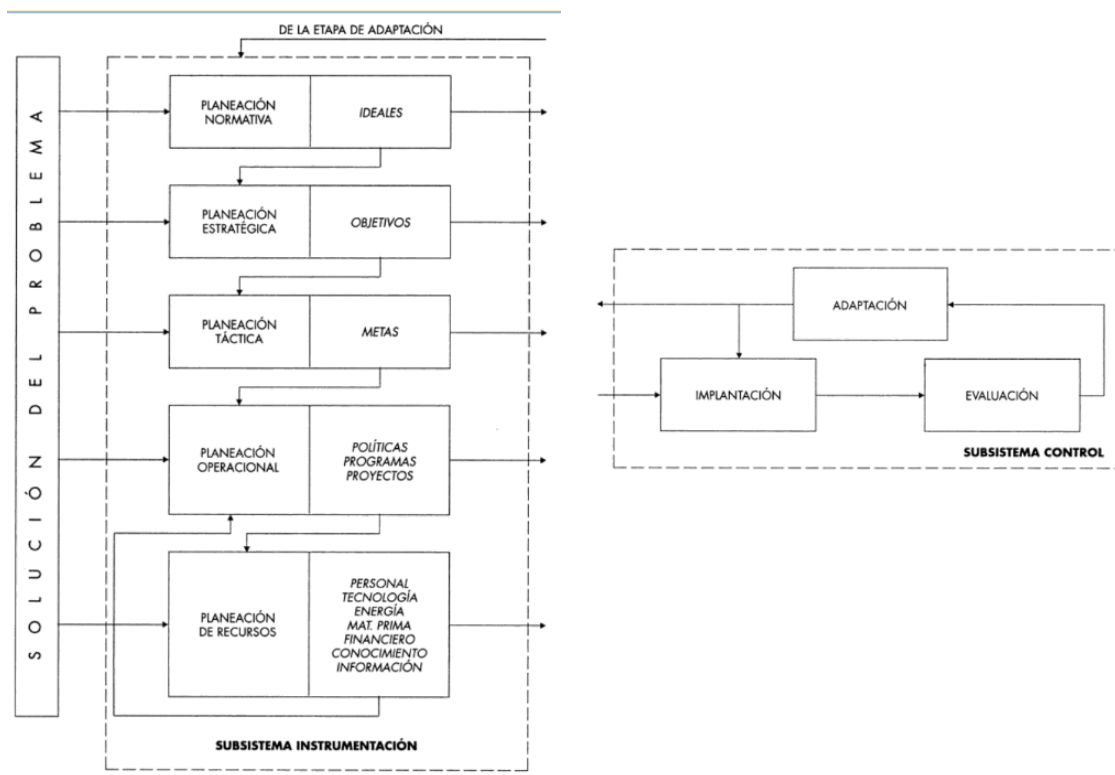 DE LA ETAPA DE ADAPTACIÓN
SOLUCIÓN DEL PROBLEMA
PLANEACIÓN
NORMATIVA
IDEALES
PLANEACIÓN
ESTRATÉGICA
OBJETIVOS
PLANEACIÓN
TÁCTICA
METAS
PLANEACIÓN
OPERACIONAL
POLÍTICAS
PROGRAMAS
PROYECTOS
PLANEACIÓN
DE RECURSOS
PERSONAL
TECNOLOGÍA
ENERGÍA
MAT. PRIMA
FINANCIERO
CONOCIMIENTO
INFORMACIÓN
SUBSISTEMA INSTRUMENTACIÓN
ADAPTACIÓN
IMPLANTACIÓN
EVALUACIÓN
SUBSISTEMA CONTROL